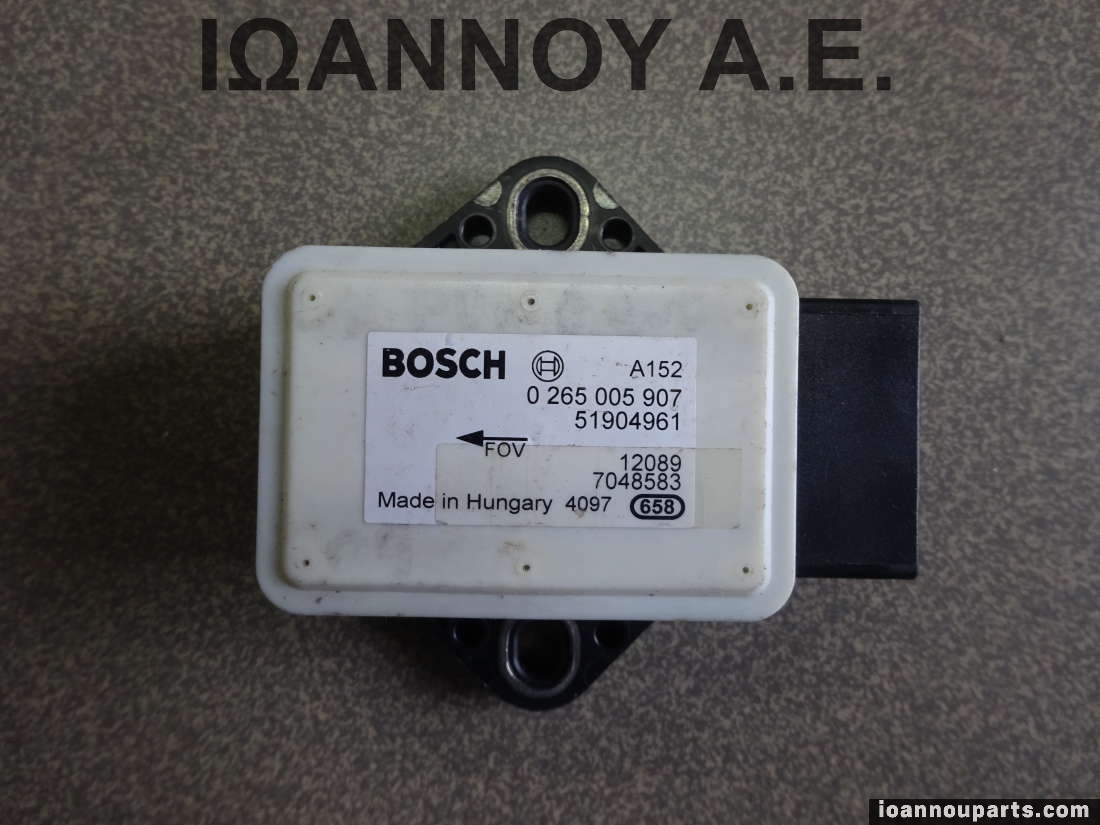 ΙΩΑΝΝΟΥ Α.Ε.
BOSCH A152
0 265 005 907
51904961
FOV
12089
7048583
Made in Hungary 4097 658
ioannouparts.com